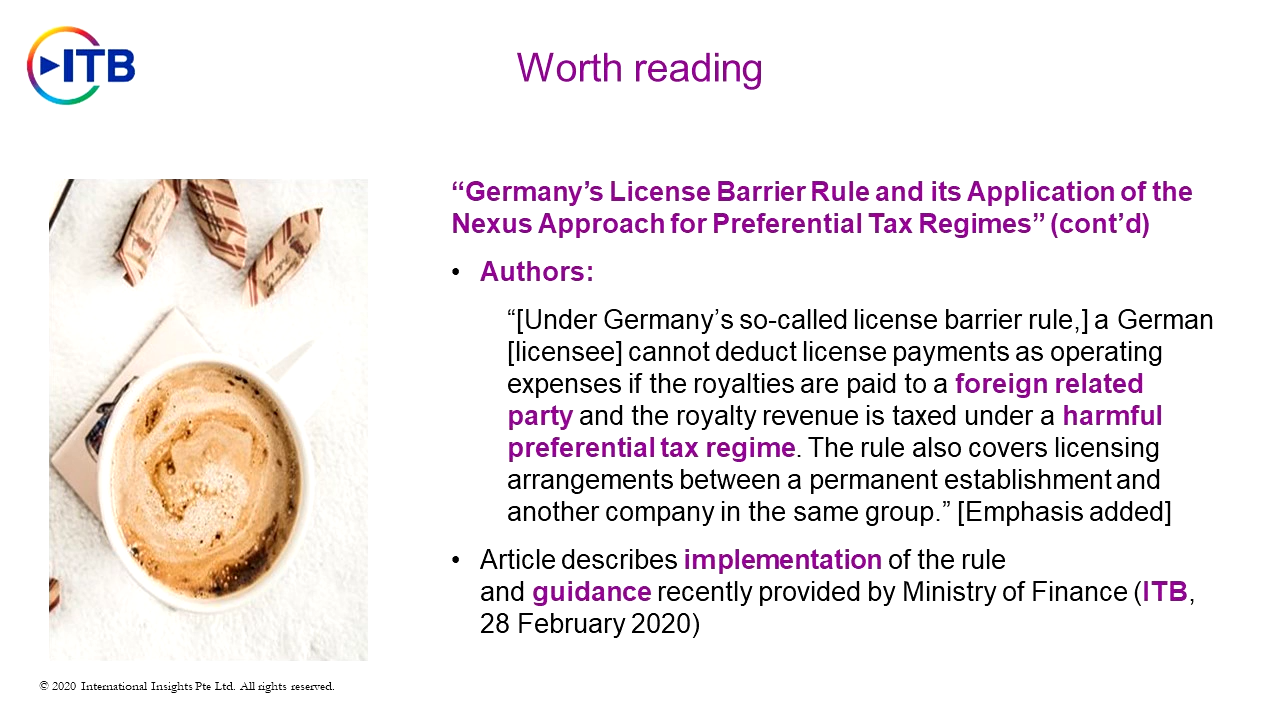 ITB
Worth reading
“Germany’s License Barrier Rule and its Application of the
Nexus Approach for Preferential Tax Regimes” (cont’d)
• Authors:
“[Under Germany’s so-called license barrier rule,] a German
[licensee] cannot deduct license payments as operating
expenses if the royalties are paid to a foreign related
party and the royalty revenue is taxed under a harmful
preferential tax regime. The rule also covers licensing
arrangements between a permanent establishment and
another company in the same group.” [Emphasis added]
• Article describes implementation of the rule
and guidance recently provided by Ministry of Finance (ITB,
28 February 2020)
© 2020 International Insights Pte Ltd. All rights reserved.